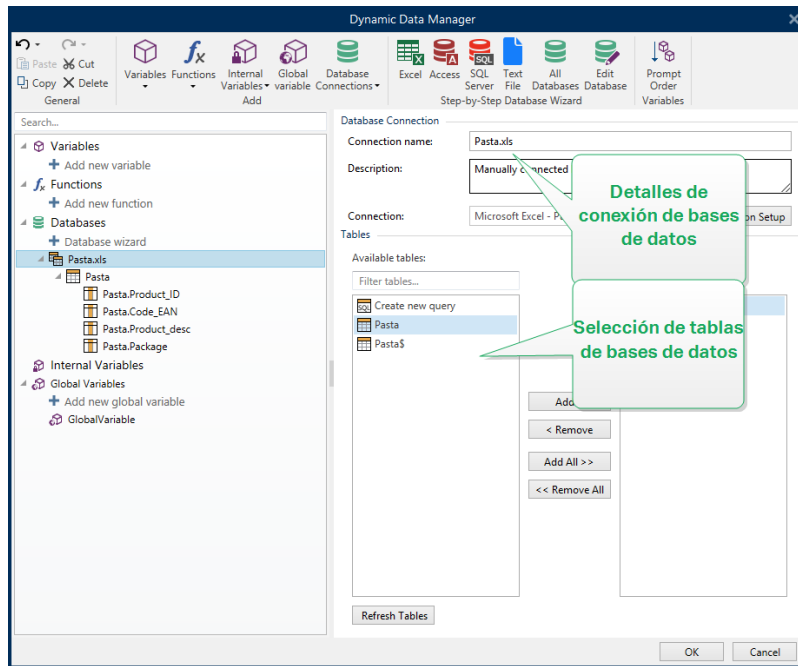 Dynamic Data Manager
Paste Cut
Copy Delete
General
Variables Functions Internal Variables Global variable Database Connections
Add
Excel Access SQL Server Text File All Databases Edit Database
Step-by-Step Database Wizard
Prompt Order
Variables
Search...
Variables
Add new variable
Functions
Add new function
Databases
Database wizard
Pasta.xls
Pasta
Pasta.Product_ID
Pasta.Code_EAN
Pasta.Product_desc
Pasta.Package
Internal Variables
Global Variables
Add new global variable
GlobalVariable
Database Connection
Connection name: Pasta.xls
Description: Manually connected
Connection: Microsoft Excel - Setup
Detalles de
conexión de bases
de datos
Tables
Available tables:
Filter tables...
SQL Create new query
Pasta
Pasta$
Selección de tablas
de bases de datos
Add
< Remove
Add All >>
<< Remove All
Refresh Tables
OK Cancel